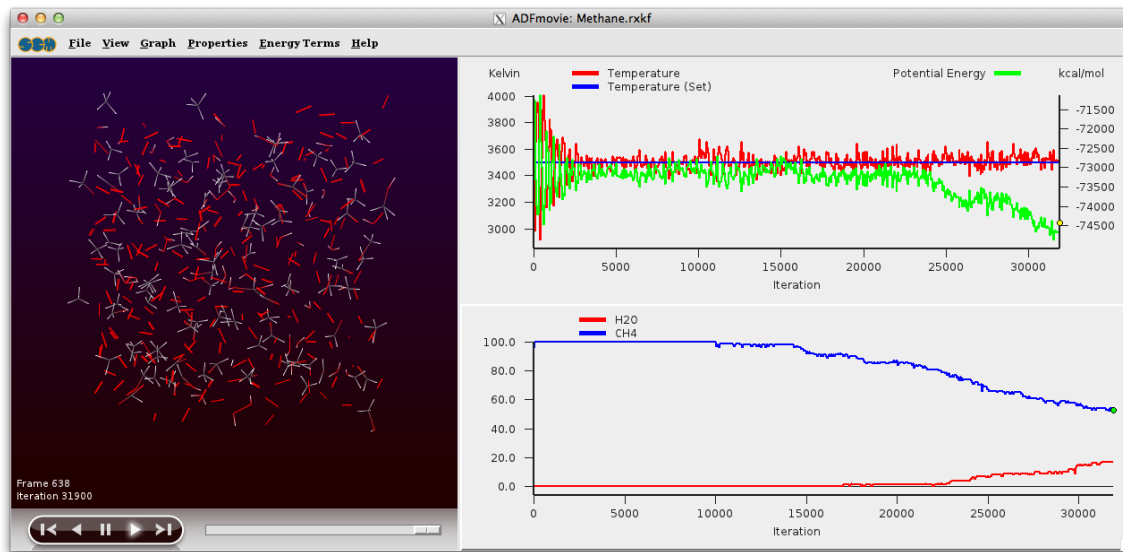 X ADFmovie: Methane.rxkf
SCM File View Graph Properties Energy Terms Help
Frame 638
Iteration 31900
Kelvin Temperature Potential Energy kcal/mol
Temperature (Set)
4000
3800
3600
3400
3200
3000
-71500
-72000
-72500
-73000
-73500
-74000
-74500
0 5000 10000 15000 20000 25000 30000
Iteration
H2O
CH4
100.0
80.0
60.0
40.0
20.0
0.0
0 5000 10000 15000 20000 25000 30000
Iteration